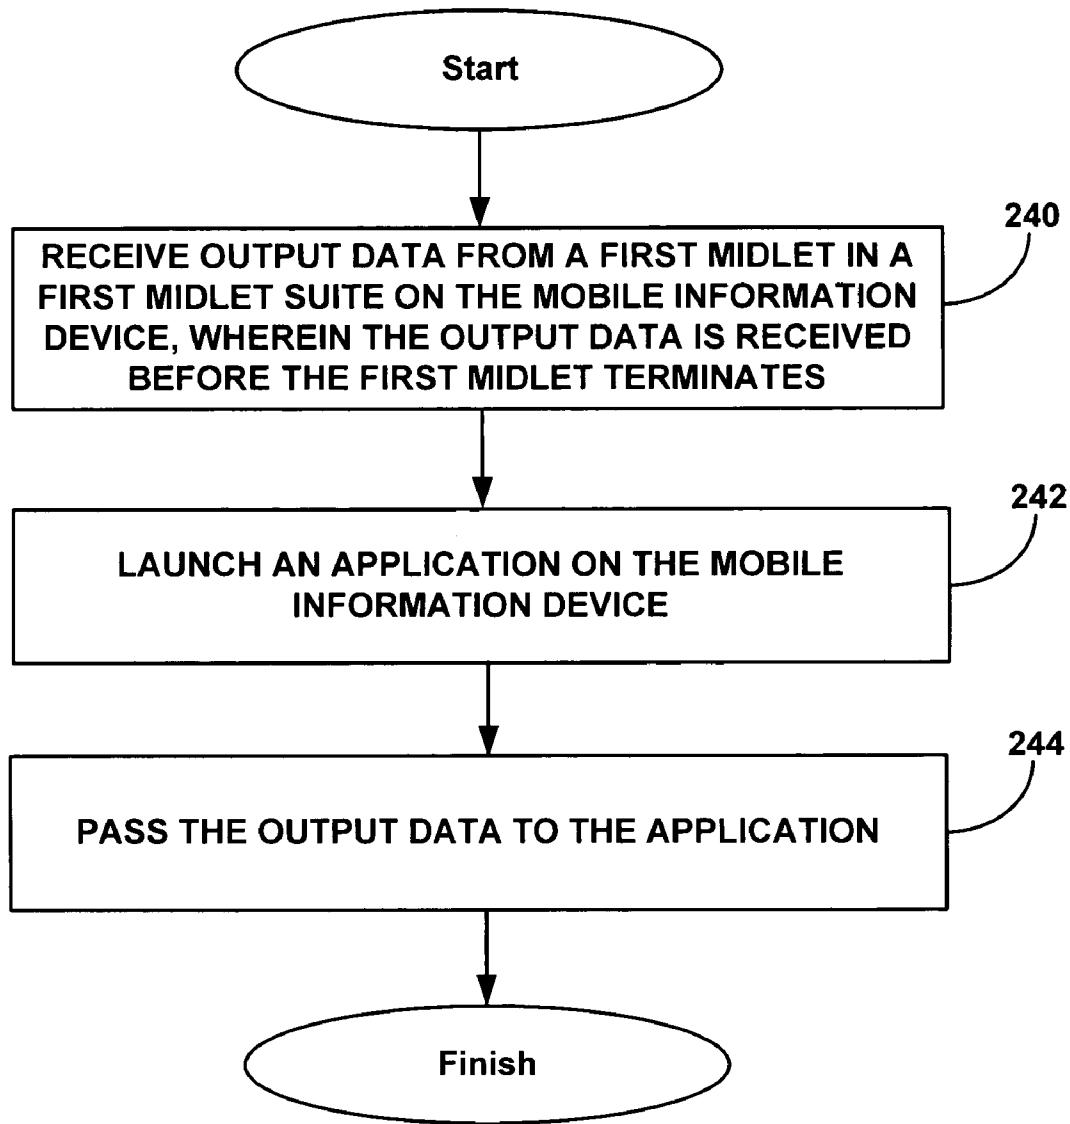 Start
240
RECEIVE OUTPUT DATA FROM A FIRST MIDLET IN A
FIRST MIDLET SUITE ON THE MOBILE INFORMATION
DEVICE, WHEREIN THE OUTPUT DATA IS RECEIVED
BEFORE THE FIRST MIDLET TERMINATES
242
LAUNCH AN APPLICATION ON THE MOBILE
INFORMATION DEVICE
244
PASS THE OUTPUT DATA TO THE APPLICATION
Finish